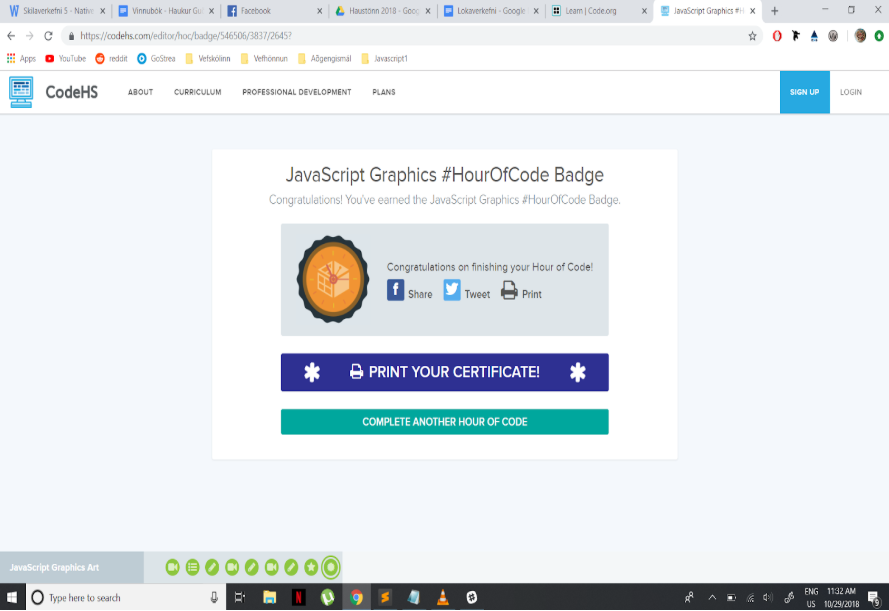 Skilaverkefni 5 - Native
Vinnubók - Haukur Gu
Facebook
Haustönn 2018 - Goog
Lokaverkefni - Google
Learn | Code.org
JavaScript Graphics #H
https://codehs.com/editor/hoc/badge/546506/3837/2645?
Apps YouTube reddit GoStrea Vefskólinn Vefhönnun Aðgengismál Javascript1
CodeHS ABOUT CURRICULUM PROFESSIONAL DEVELOPMENT PLANS SIGN UP LOGIN
JavaScript Graphics #HourOfCode Badge
Congratulations! You've earned the JavaScript Graphics #HourOfCode Badge.
Congratulations on finishing your Hour of Code!
Share Tweet Print
PRINT YOUR CERTIFICATE!
COMPLETE ANOTHER HOUR OF CODE
JavaScript Graphics Art
Type here to search
ENG 11:32 AM
US 10/29/2018